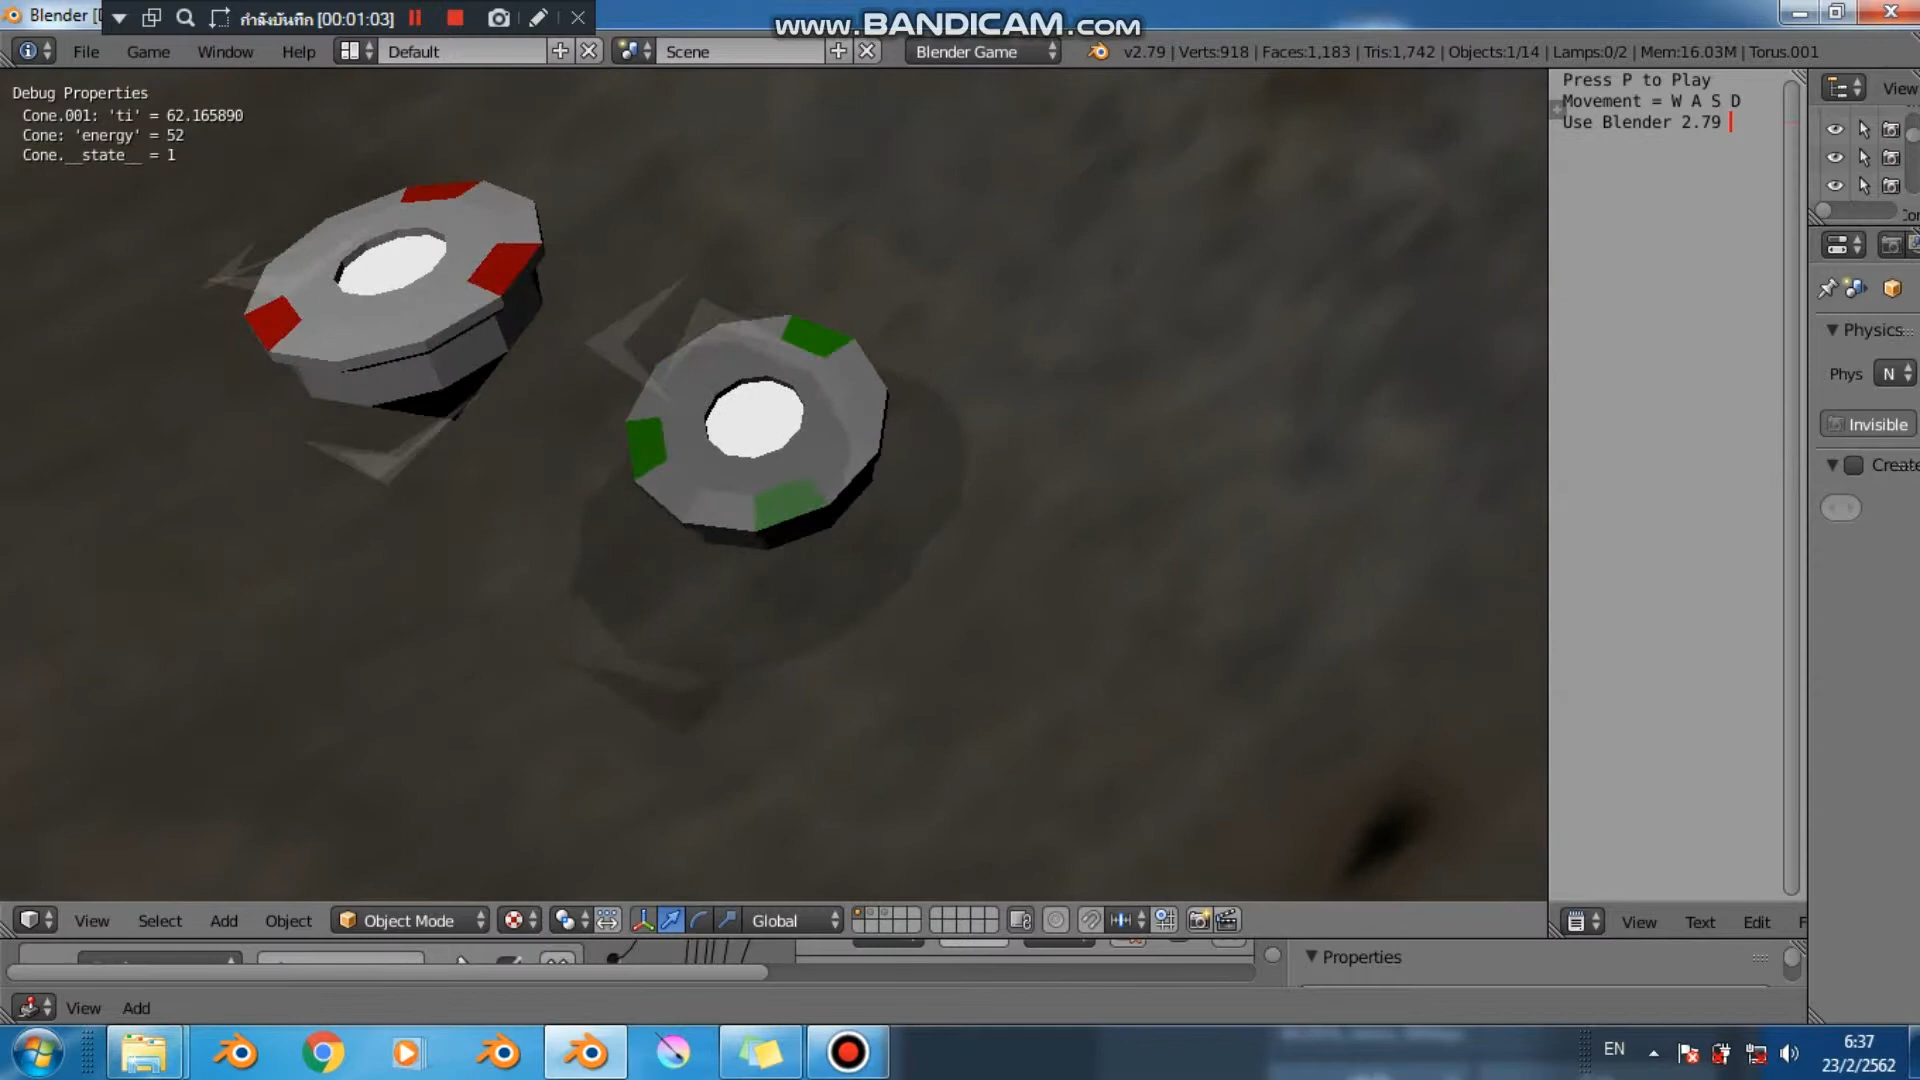 Blender [
กำลังบันทึก [00:01:03]
www.BANDICAM.com
File Game Window Help Default Scene Blender Game v2.79 | Verts:918 | Faces:1,183 | Tris:1,742 | Objects:1/14 | Lamps:0/2 | Mem:16.03M | Torus.001
Debug Properties
Cone.001: 'ti' = 62.165890
Cone: 'energy' = 52
Cone.__state__ = 1
Press P to Play
Movement = W A S D
Use Blender 2.79
View
Physics
Phys N
Invisible
Create
View Select Add Object Object Mode Global
View Text Edit F
Properties
View Add
EN
6:37
23/2/2562